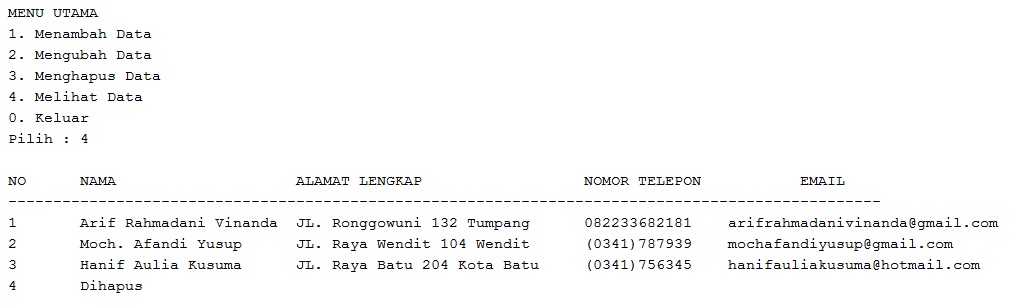 MENU UTAMA
1. Menambah Data
2. Mengubah Data
3. Menghapus Data
4. Melihat Data
0. Keluar
Pilih : 4
NO NAMA ALAMAT LENGKAP NOMOR TELEPON EMAIL
-------------------------------------------------------------------------------------------------
1 Arif Rahmadani Vinanda JL. Ronggowuni 132 Tumpang 082233682181 arifrahmadanivinanda@gmail.com
2 Moch. Afandi Yusup JL. Raya Wendit 104 Wendit (0341)787939 mochafandiyusup@gmail.com
3 Hanif Aulia Kusuma JL. Raya Batu 204 Kota Batu (0341)756345 hanifauliakusuma@hotmail.com
4 Dihapus